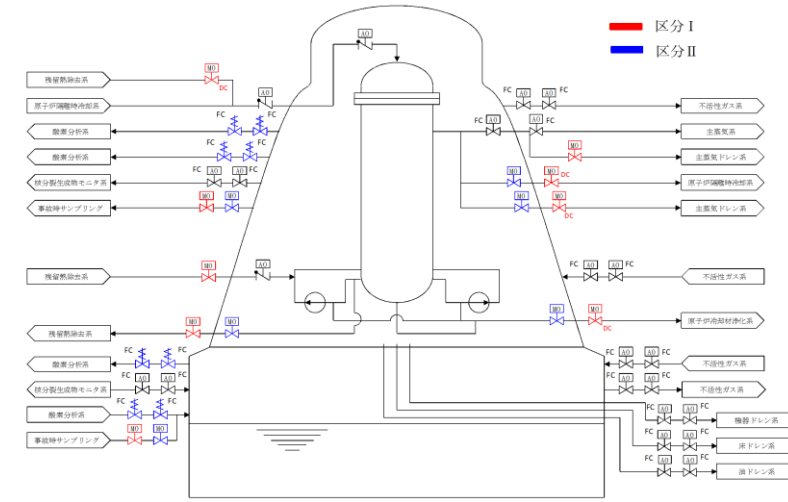 区分Ⅰ
区分Ⅱ
AO
MO
残留熱除去系
DC
AO
原子炉隔離時冷却系
FC
FC
酸素分析系
FC
FC
酸素分析系
FC
AO
AO
FC
核分裂生成物モニタ系
MO
MO
事故時サンプリング
MO
AO
残留熱除去系
MO
MO
残留熱除去系
FC
FC
酸素分析系
AO
AO
核分裂生成物モニタ系
FC
FC
FC
FC
酸素分析系
MO
MO
事故時サンプリング
FC
AO
AO
FC
不活性ガス系
FC
AO
AO
FC
主蒸気系
MO
主蒸気ドレン系
MO
MO
DC
原子炉隔離時冷却系
MO
MO
DC
主蒸気ドレン系
FC
AO
AO
FC
不活性ガス系
MO
MO
DC
原子炉冷却材浄化系
FC
AO
AO
FC
不活性ガス系
FC
AO
AO
FC
不活性ガス系
FC
AO
AO
FC
機器ドレン系
FC
AO
AO
FC
床ドレン系
FC
AO
AO
FC
油ドレン系